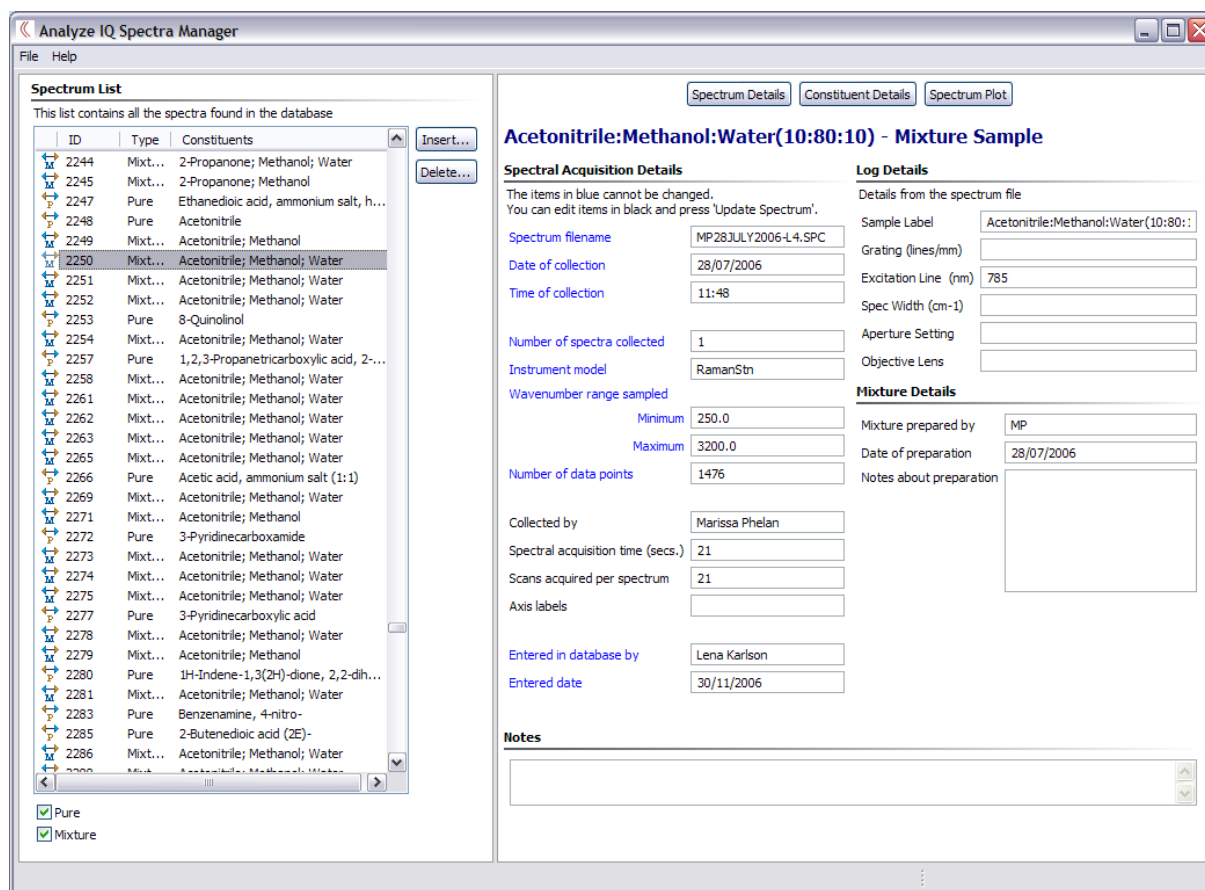 Analyze IQ Spectra Manager
File Help
Spectrum List
This list contains all the spectra found in the database
ID Type Constituents
2244 Mixt... 2-Propanone; Methanol; Water
2245 Mixt... 2-Propanone; Methanol
2247 Pure Ethanedioic acid, ammonium salt, h...
2248 Pure Acetonitrile
2249 Mixt... Acetonitrile; Methanol
2250 Mixt... Acetonitrile; Methanol; Water
2251 Mixt... Acetonitrile; Methanol; Water
2252 Mixt... Acetonitrile; Methanol; Water
2253 Pure 8-Quinolinol
2254 Mixt... Acetonitrile; Methanol; Water
2257 Pure 1,2,3-Propanetricarboxylic acid, 2-...
2258 Mixt... Acetonitrile; Methanol; Water
2261 Mixt... Acetonitrile; Methanol; Water
2262 Mixt... Acetonitrile; Methanol; Water
2263 Mixt... Acetonitrile; Methanol; Water
2265 Mixt... Acetonitrile; Methanol; Water
2266 Pure Acetic acid, ammonium salt (1:1)
2269 Mixt... Acetonitrile; Methanol; Water
2271 Mixt... Acetonitrile; Methanol
2272 Pure 3-Pyridinecarboxamide
2273 Mixt... Acetonitrile; Methanol; Water
2274 Mixt... Acetonitrile; Methanol; Water
2275 Mixt... Acetonitrile; Methanol; Water
2277 Pure 3-Pyridinecarboxylic acid
2278 Mixt... Acetonitrile; Methanol; Water
2279 Mixt... Acetonitrile; Methanol
2280 Pure 1H-Indene-1,3(2H)-dione, 2,2-dih...
2281 Mixt... Acetonitrile; Methanol; Water
2283 Pure Benzenamine, 4-nitro-
2285 Pure 2-Butenedioic acid (2E)-
2286 Mixt... Acetonitrile; Methanol; Water
Insert...
Delete...
Pure
Mixture
Spectrum Details Constituent Details Spectrum Plot
Acetonitrile:Methanol:Water(10:80:10) - Mixture Sample
Spectral Acquisition Details
The items in blue cannot be changed.
You can edit items in black and press 'Update Spectrum'.
Spectrum filename MP28JULY2006-L4.SPC
Date of collection 28/07/2006
Time of collection 11:48
Number of spectra collected 1
Instrument model RamanStn
Wavenumber range sampled
Minimum 250.0
Maximum 3200.0
Number of data points 1476
Collected by Marissa Phelan
Spectral acquisition time (secs.) 21
Scans acquired per spectrum 21
Axis labels
Entered in database by Lena Karlson
Entered date 30/11/2006
Log Details
Details from the spectrum file
Sample Label Acetonitrile:Methanol:Water(10:80:
Grating (lines/mm)
Excitation Line (nm) 785
Spec Width (cm-1)
Aperture Setting
Objective Lens
Mixture Details
Mixture prepared by MP
Date of preparation 28/07/2006
Notes about preparation
Notes